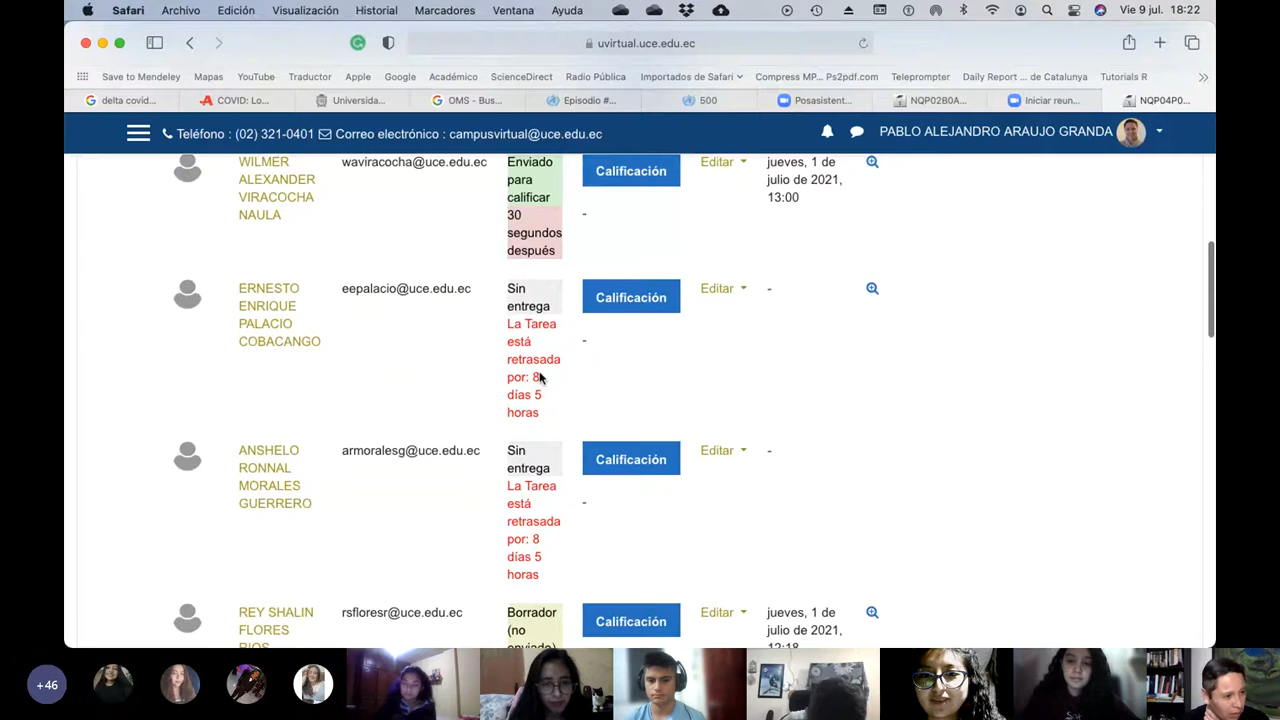 Safari Archivo Edición Visualización Historial Marcadores Ventana Ayuda Vie 9 jul. 18:22
uvirtual.uce.edu.ec
Save to Mendeley Mapas YouTube Traductor Apple Google Académico ScienceDirect Radio Pública Importados de Safari Compress MP... Ps2pdf.com Teleprompter Daily Report ... de Catalunya Tutorials R
delta covid... COVID: Lo... Universida... OMS - Bus... Episodio #... 500 Posasistent... NQP02B0A... Iniciar reun... NQP04P0...
Teléfono : (02) 321-0401 Correo electrónico : campusvirtual@uce.edu.ec PABLO ALEJANDRO ARAUJO GRANDA
WILMER ALEXANDER VIRACOCHA NAULA
waviracocha@uce.edu.ec
Enviado para calificar
30 segundos después
Calificación
-
Editar
jueves, 1 de julio de 2021, 13:00
ERNESTO ENRIQUE PALACIO COBACANGO
eepalacio@uce.edu.ec
Sin entrega
La Tarea está retrasada por: 8 días 5 horas
Calificación
-
Editar
-
ANSHELO RONNAL MORALES GUERRERO
armoralesg@uce.edu.ec
Sin entrega
La Tarea está retrasada por: 8 días 5 horas
Calificación
-
Editar
-
REY SHALIN FLORES RIOS
rsfloresr@uce.edu.ec
Borrador (no enviado)
Calificación
Editar
jueves, 1 de julio de 2021, 12:18
+46